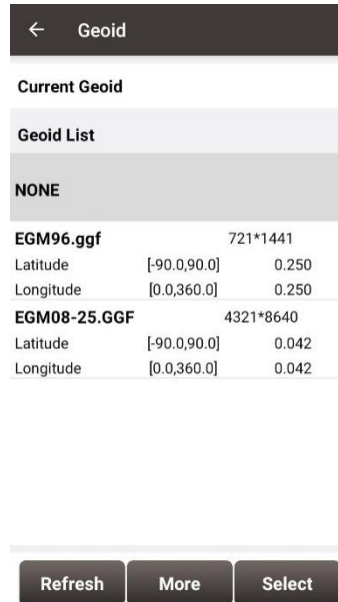 Geoid
Current Geoid
Geoid List
NONE
EGM96.ggf 721*1441
Latitude [-90.0,90.0] 0.250
Longitude [0.0,360.0] 0.250
EGM08-25.GGF 4321*8640
Latitude [-90.0,90.0] 0.042
Longitude [0.0,360.0] 0.042
Refresh More Select